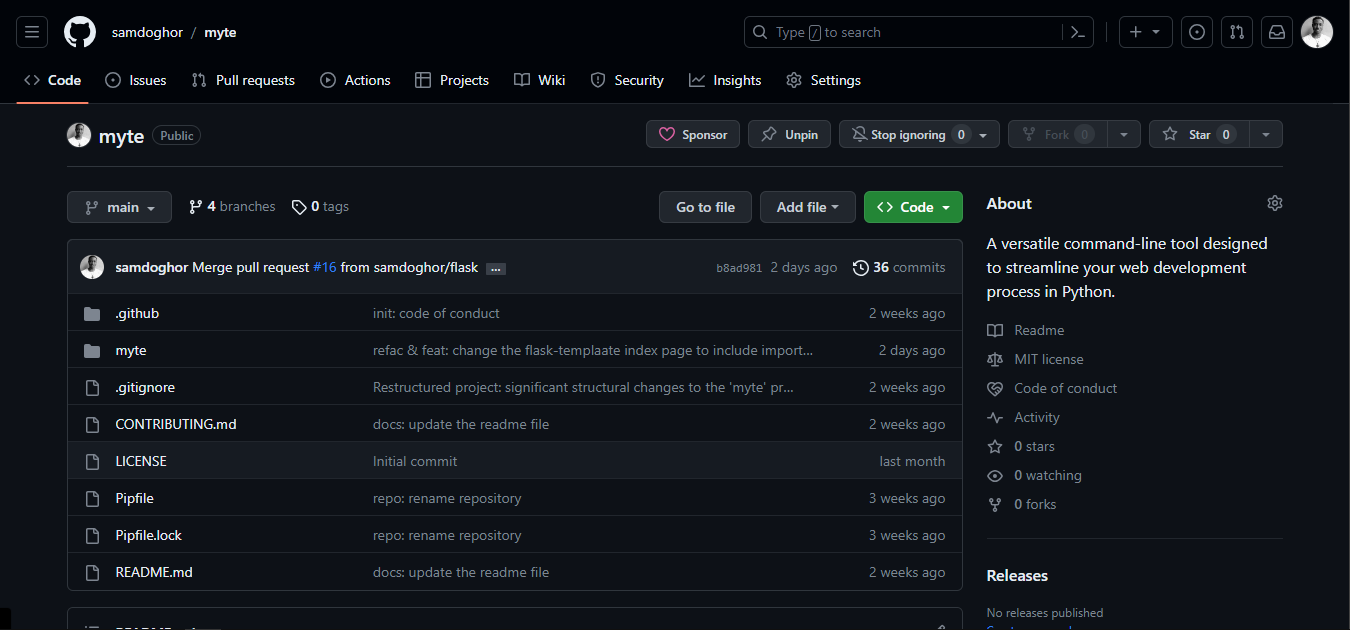 samdoghor / myte
Type / to search
Code Issues Pull requests Actions Projects Wiki Security Insights Settings
myte Public
Sponsor Unpin Stop ignoring 0 Fork 0 Star 0
main 4 branches 0 tags Go to file Add file Code
samdoghor Merge pull request #16 from samdoghor/flask ... b8ad981 2 days ago 36 commits
.github init: code of conduct 2 weeks ago
myte refac & feat: change the flask-templaate index page to include import... 2 days ago
.gitignore Restructured project: significant structural changes to the 'myte' pr... 2 weeks ago
CONTRIBUTING.md docs: update the readme file 2 weeks ago
LICENSE Initial commit last month
Pipfile repo: rename repository 3 weeks ago
Pipfile.lock repo: rename repository 3 weeks ago
README.md docs: update the readme file 2 weeks ago
About
A versatile command-line tool designed
to streamline your web development
process in Python.
Readme
MIT license
Code of conduct
Activity
0 stars
0 watching
0 forks
Releases
No releases published